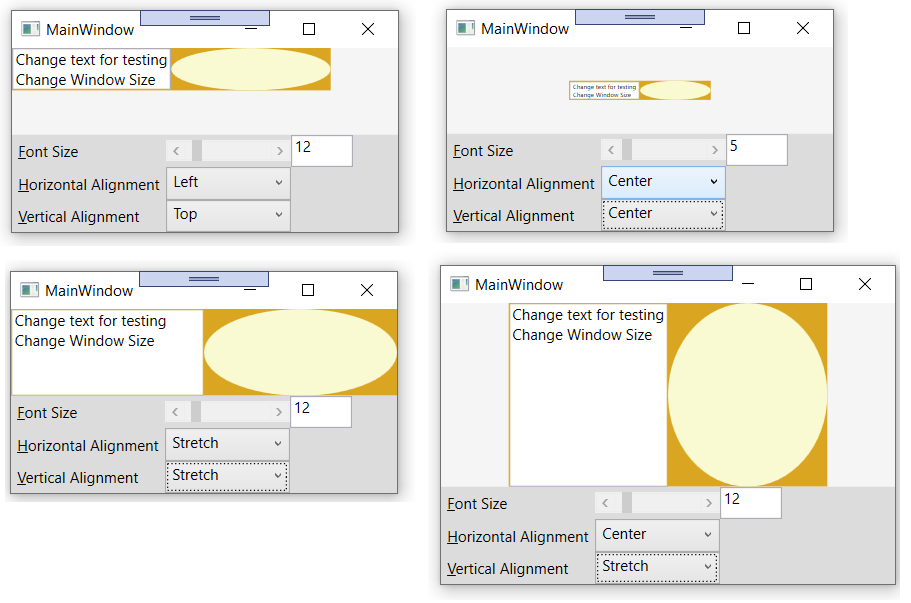 MainWindow
Change text for testing
Change Window Size
Font Size
12
Horizontal Alignment
Left
Vertical Alignment
Top
MainWindow
Change text for testing
Change Window Size
Font Size
5
Horizontal Alignment
Center
Vertical Alignment
Center
MainWindow
Change text for testing
Change Window Size
Font Size
12
Horizontal Alignment
Stretch
Vertical Alignment
Stretch
MainWindow
Change text for testing
Change Window Size
Font Size
12
Horizontal Alignment
Center
Vertical Alignment
Stretch